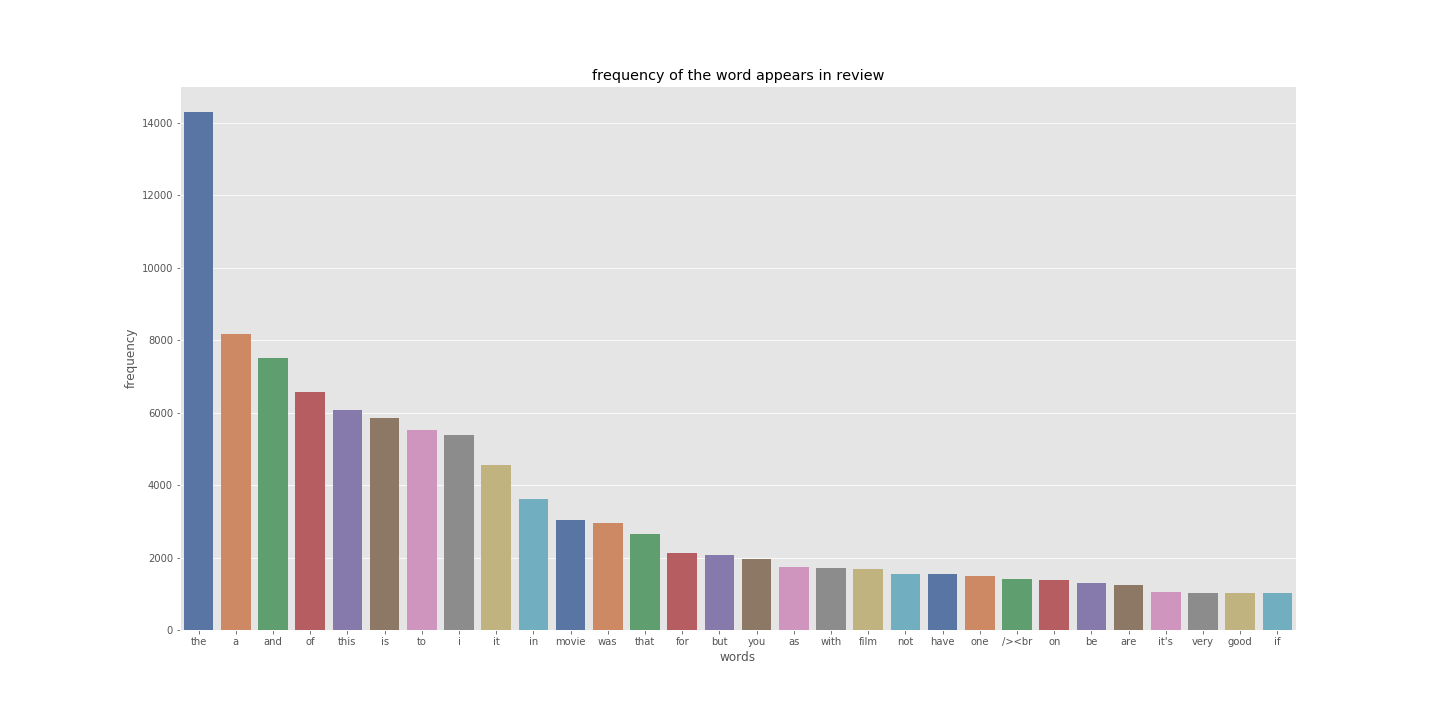 frequency of the word appears in review
14000
12000
10000
8000
6000
4000
2000
0
frequency
the a and of this is to i it in movie was that for but you as with film not have one /><br on be are it's very good if
words